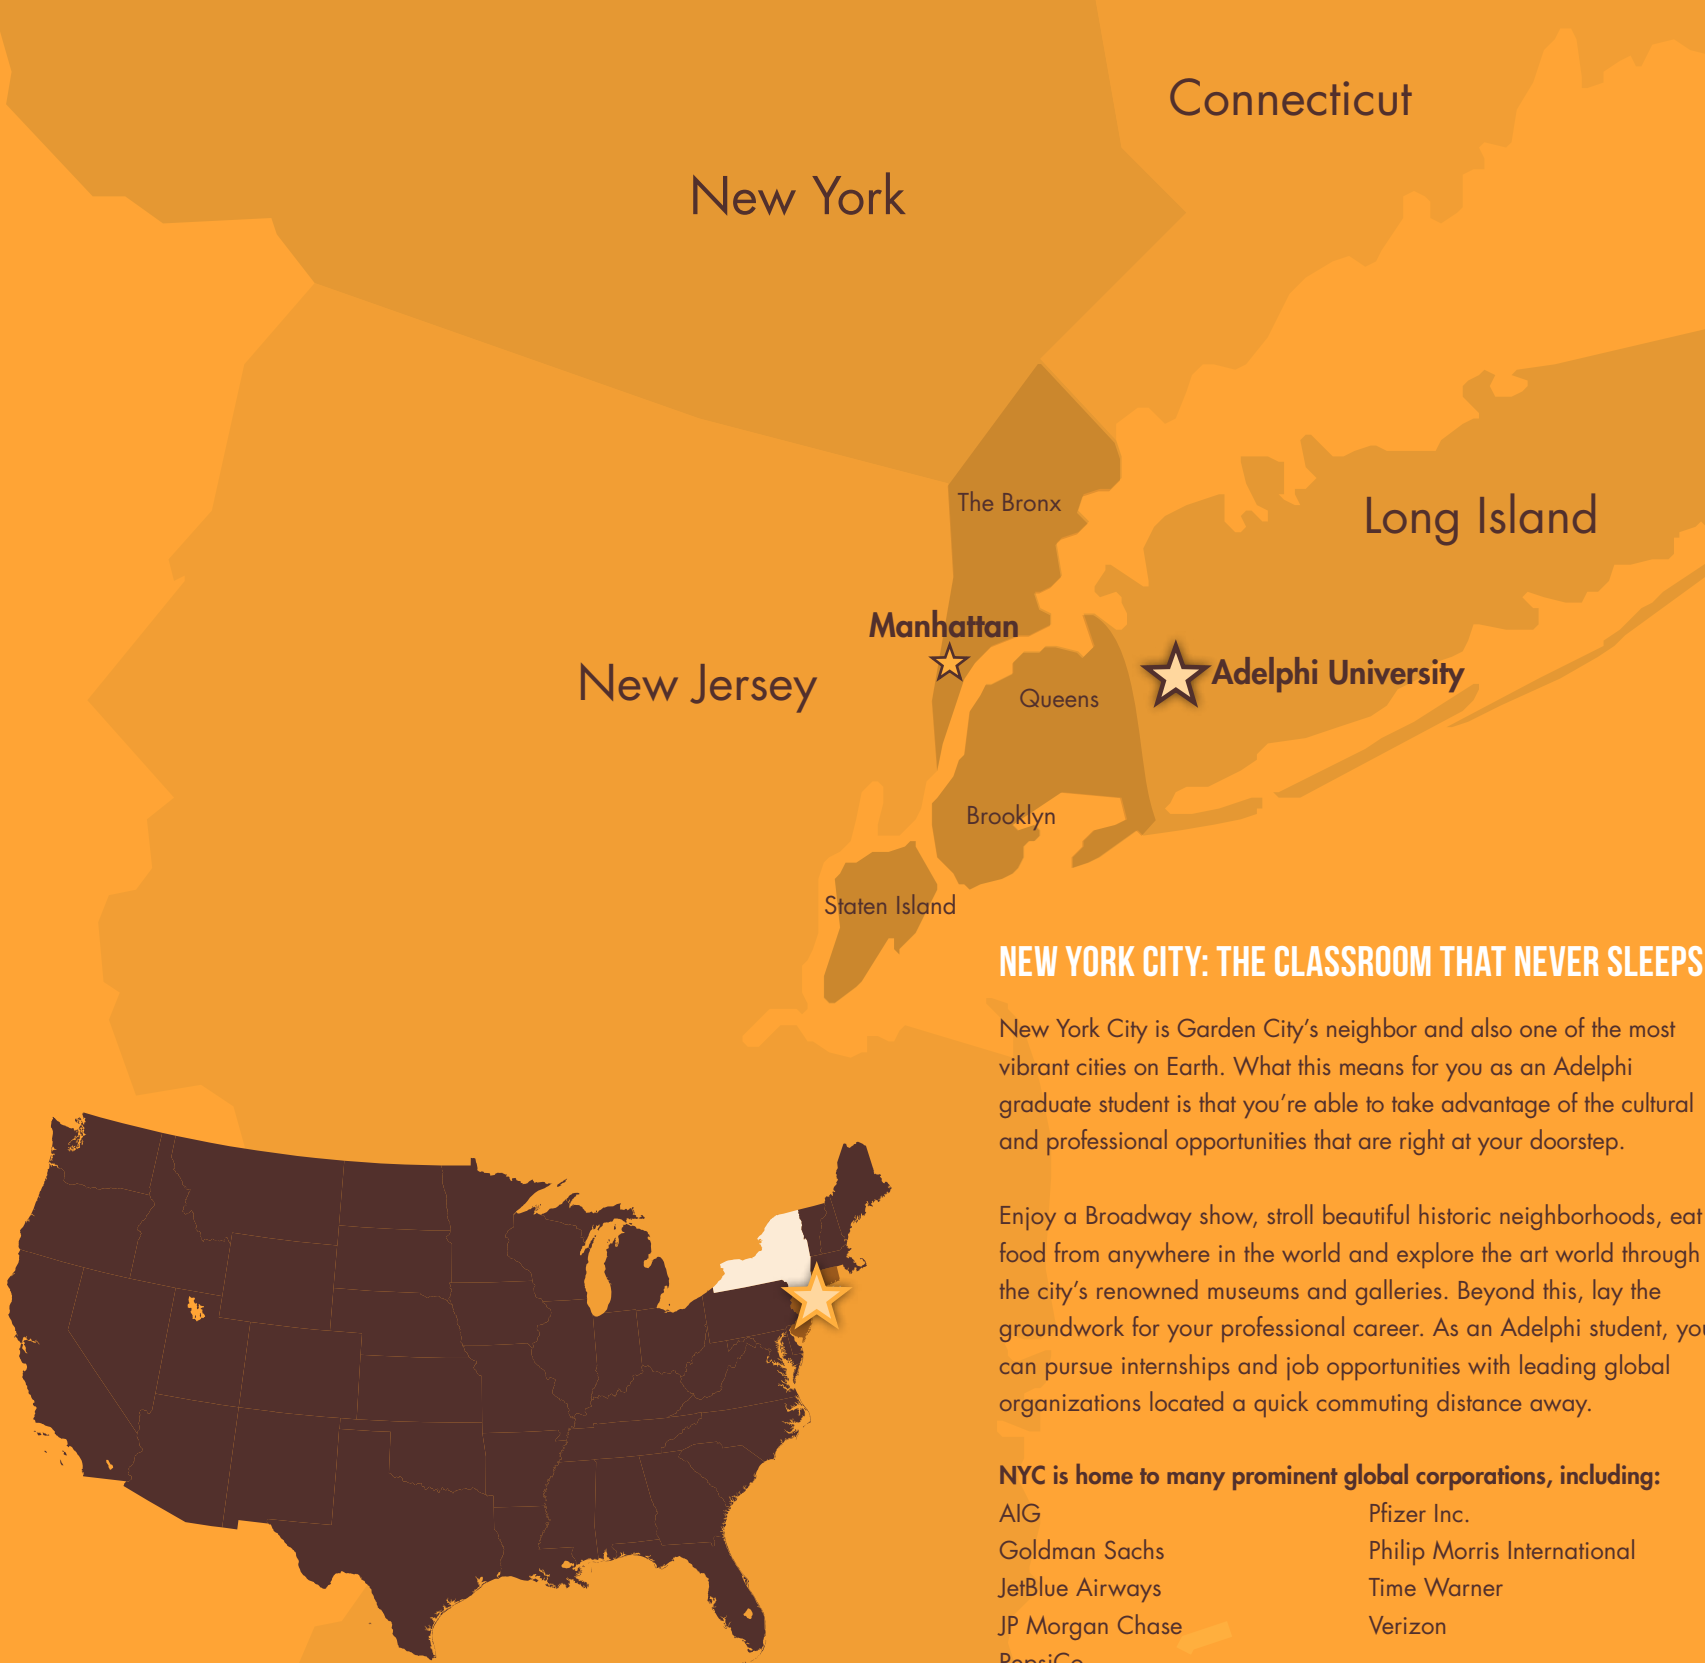 Connecticut
New York
The Bronx
Long Island
Manhattan
New Jersey
Queens
Adelphi University
Brooklyn
Staten Island
NEW YORK CITY: THE CLASSROOM THAT NEVER SLEEPS
New York City is Garden City’s neighbor and also one of the most
vibrant cities on Earth. What this means for you as an Adelphi
graduate student is that you’re able to take advantage of the cultural
and professional opportunities that are right at your doorstep.
Enjoy a Broadway show, stroll beautiful historic neighborhoods, eat
food from anywhere in the world and explore the art world through
the city’s renowned museums and galleries. Beyond this, lay the
groundwork for your professional career. As an Adelphi student, you
can pursue internships and job opportunities with leading global
organizations located a quick commuting distance away.
NYC is home to many prominent global corporations, including:
AIG
Goldman Sachs
JetBlue Airways
JP Morgan Chase
PepsiCo
Pfizer Inc.
Philip Morris International
Time Warner
Verizon